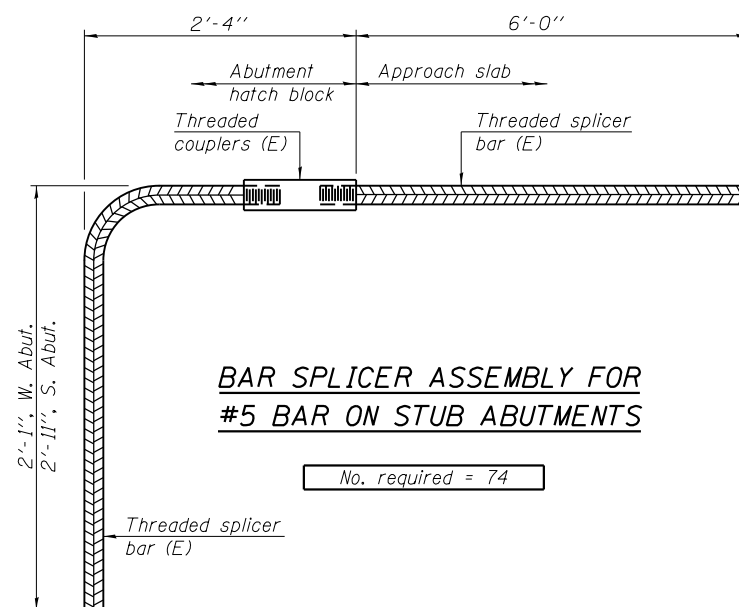 2'-4"
6'-0"
Abutment
hatch block
Approach slab
Threaded
couplers (E)
Threaded splicer
bar (E)
2'-1", W. Abut.
2'-11", S. Abut.
BAR SPLICER ASSEMBLY FOR
#5 BAR ON STUB ABUTMENTS
No. required = 74
Threaded splicer
bar (E)